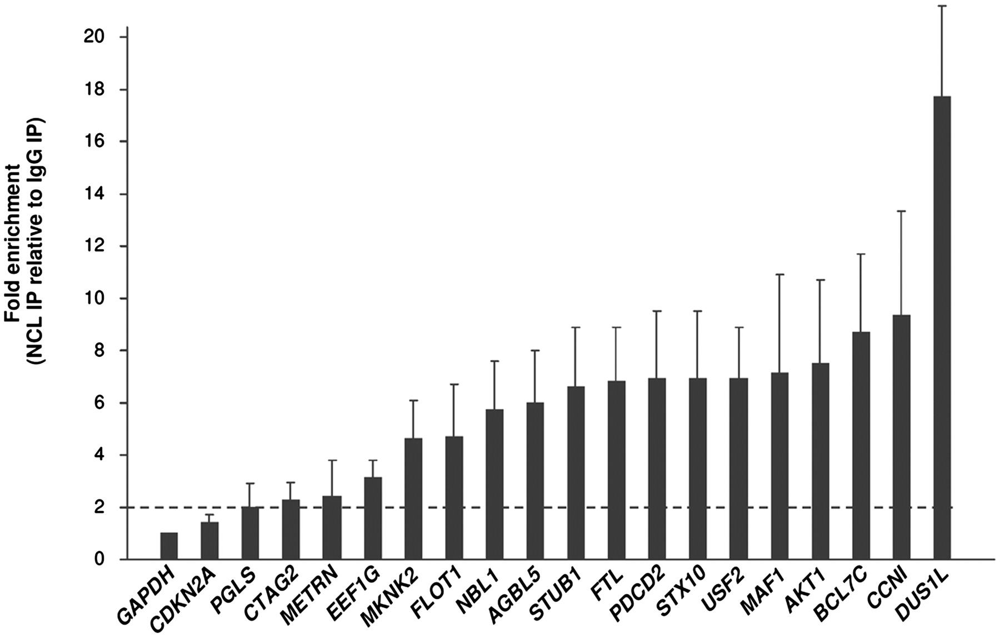 Fold enrichment
(NCL IP relative to IgG IP)
20
18
16
14
12
10
8
6
4
2
0
GAPDH
CDKN2A
PGLS
CTAG2
METRN
EEF1G
MKNK2
FLOT1
NBL1
AGBL5
STUB1
FTL
PDCD2
STX10
USF2
MAF1
AKT1
BCL7C
CCNI
DUS1L